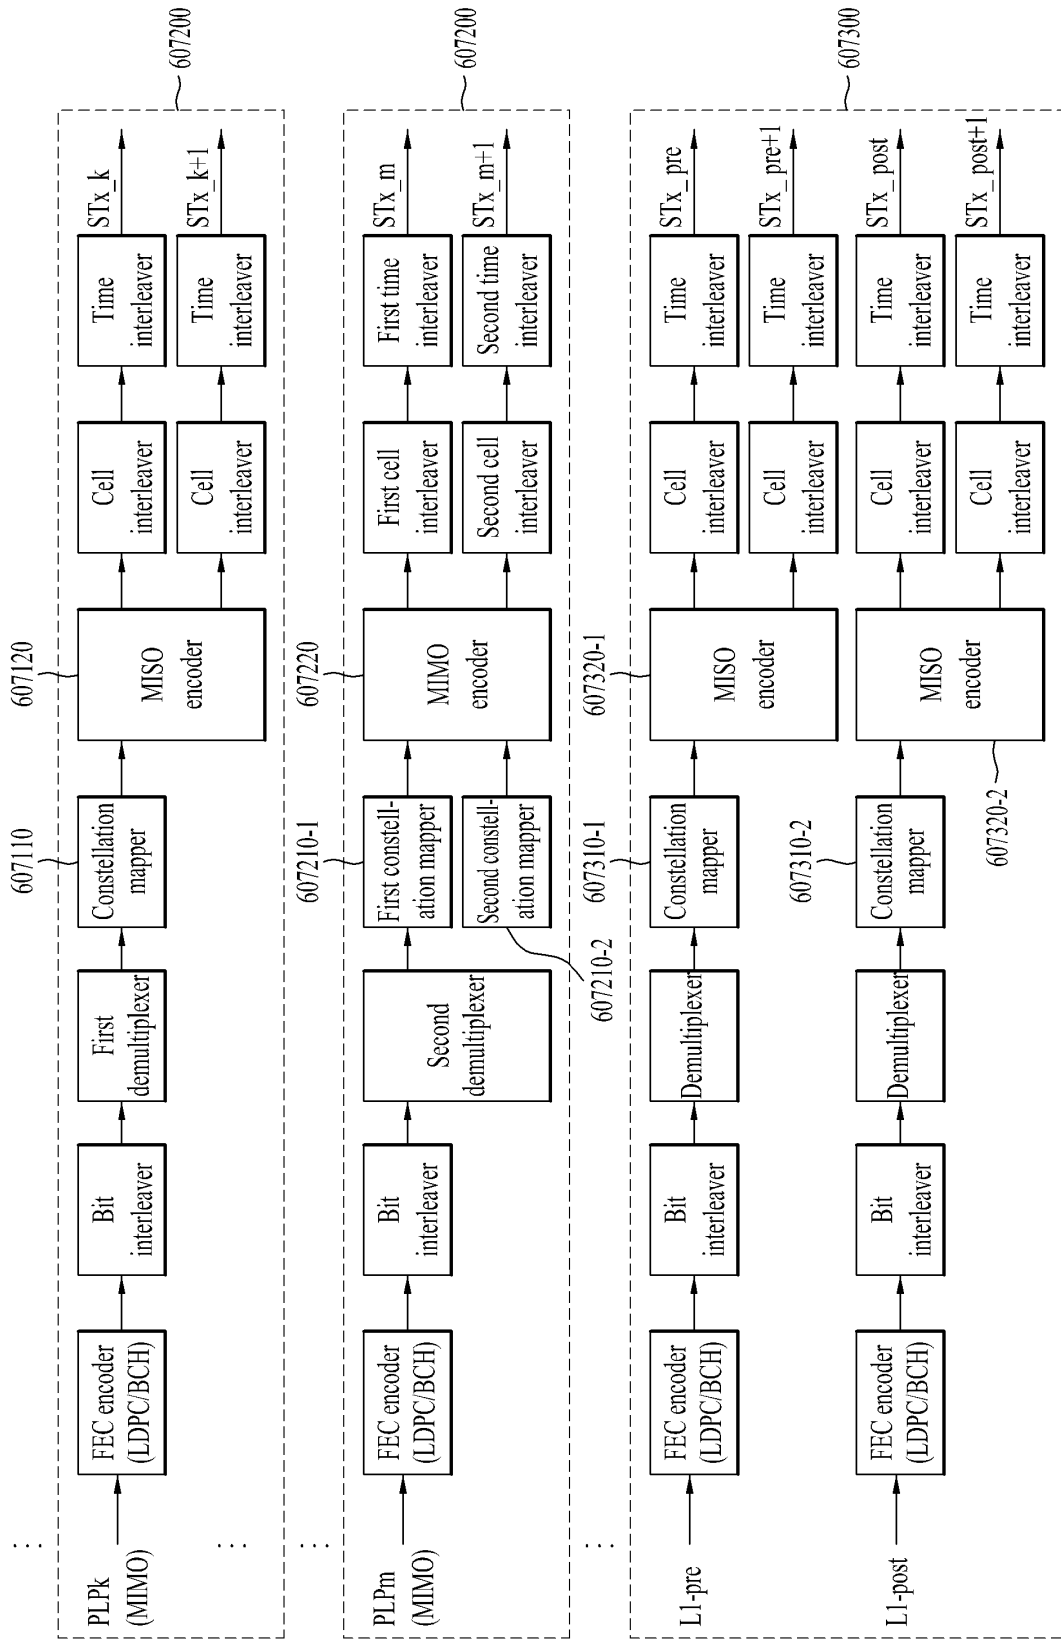 607200
PLPk
(MIMO)
FEC encoder
(LDPC/BCH)
Bit
interleaver
First
demultiplexer
607110
Constellation
mapper
607120
MISO
encoder
Cell
interleaver
Time
interleaver
STx_k
Cell
interleaver
Time
interleaver
STx_k+1
607200
PLPm
(MIMO)
FEC encoder
(LDPC/BCH)
Bit
interleaver
Second
demultiplexer
607210-1
First constell-
ation mapper
Second constell-
ation mapper
607210-2
607220
MIMO
encoder
First cell
interleaver
First time
interleaver
STx_m
Second cell
interleaver
Second time
interleaver
STx_m+1
607300
L1-pre
FEC encoder
(LDPC/BCH)
Bit
interleaver
Demultiplexer
607310-1
Constellation
mapper
607320-1
MISO
encoder
Cell
interleaver
Time
interleaver
STx_pre
Cell
interleaver
Time
interleaver
STx_pre+1
L1-post
FEC encoder
(LDPC/BCH)
Bit
interleaver
Demultiplexer
607310-2
Constellation
mapper
MISO
encoder
607320-2
Cell
interleaver
Time
interleaver
STx_post
Cell
interleaver
Time
interleaver
STx_post+1